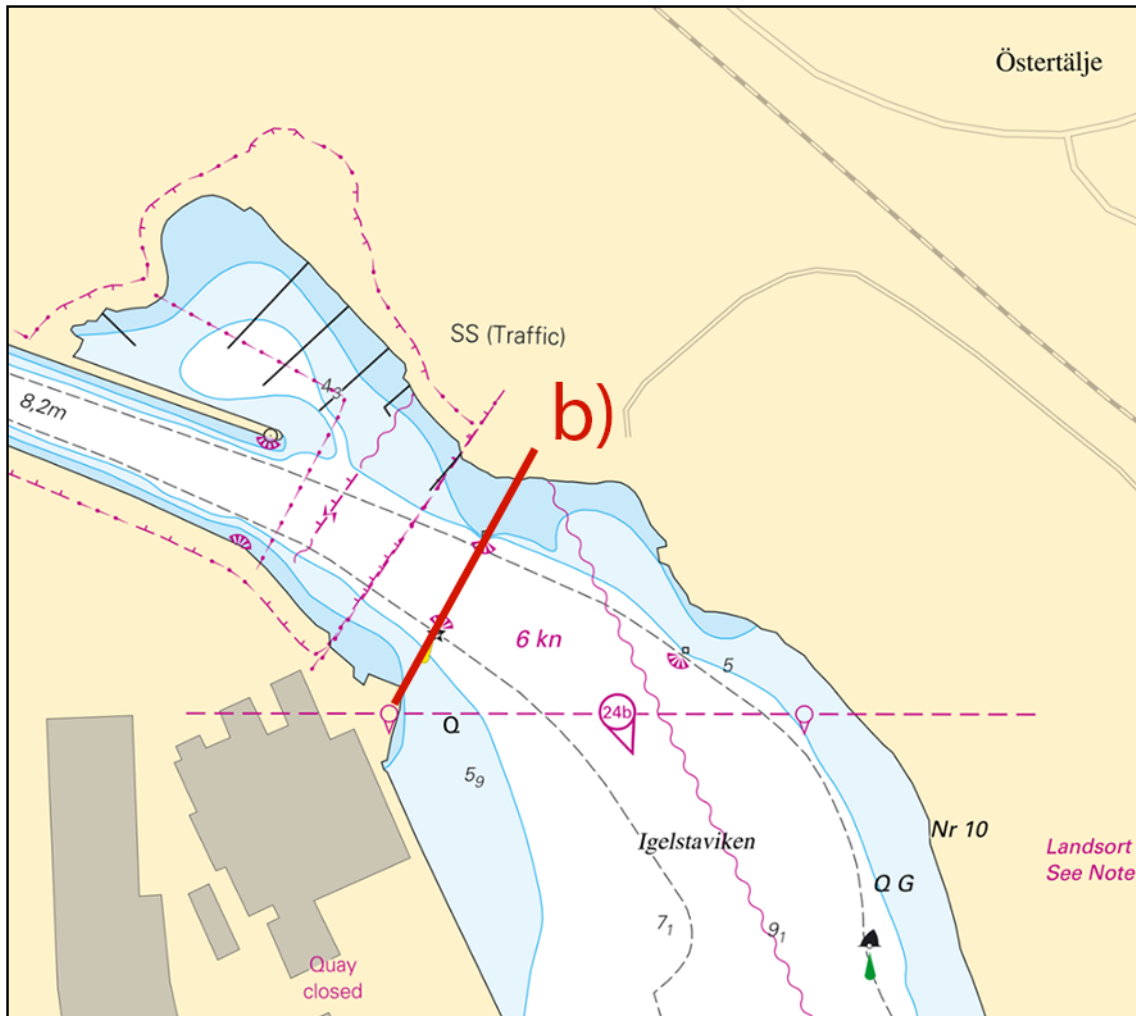 Östertälje
SS (Traffic)
b)
4₃
8,2m
6 kn
5
24b
Q
5₉
Igelstaviken
Nr 10
Landsort
See Note
Q G
7₁
9₁
Quay
closed